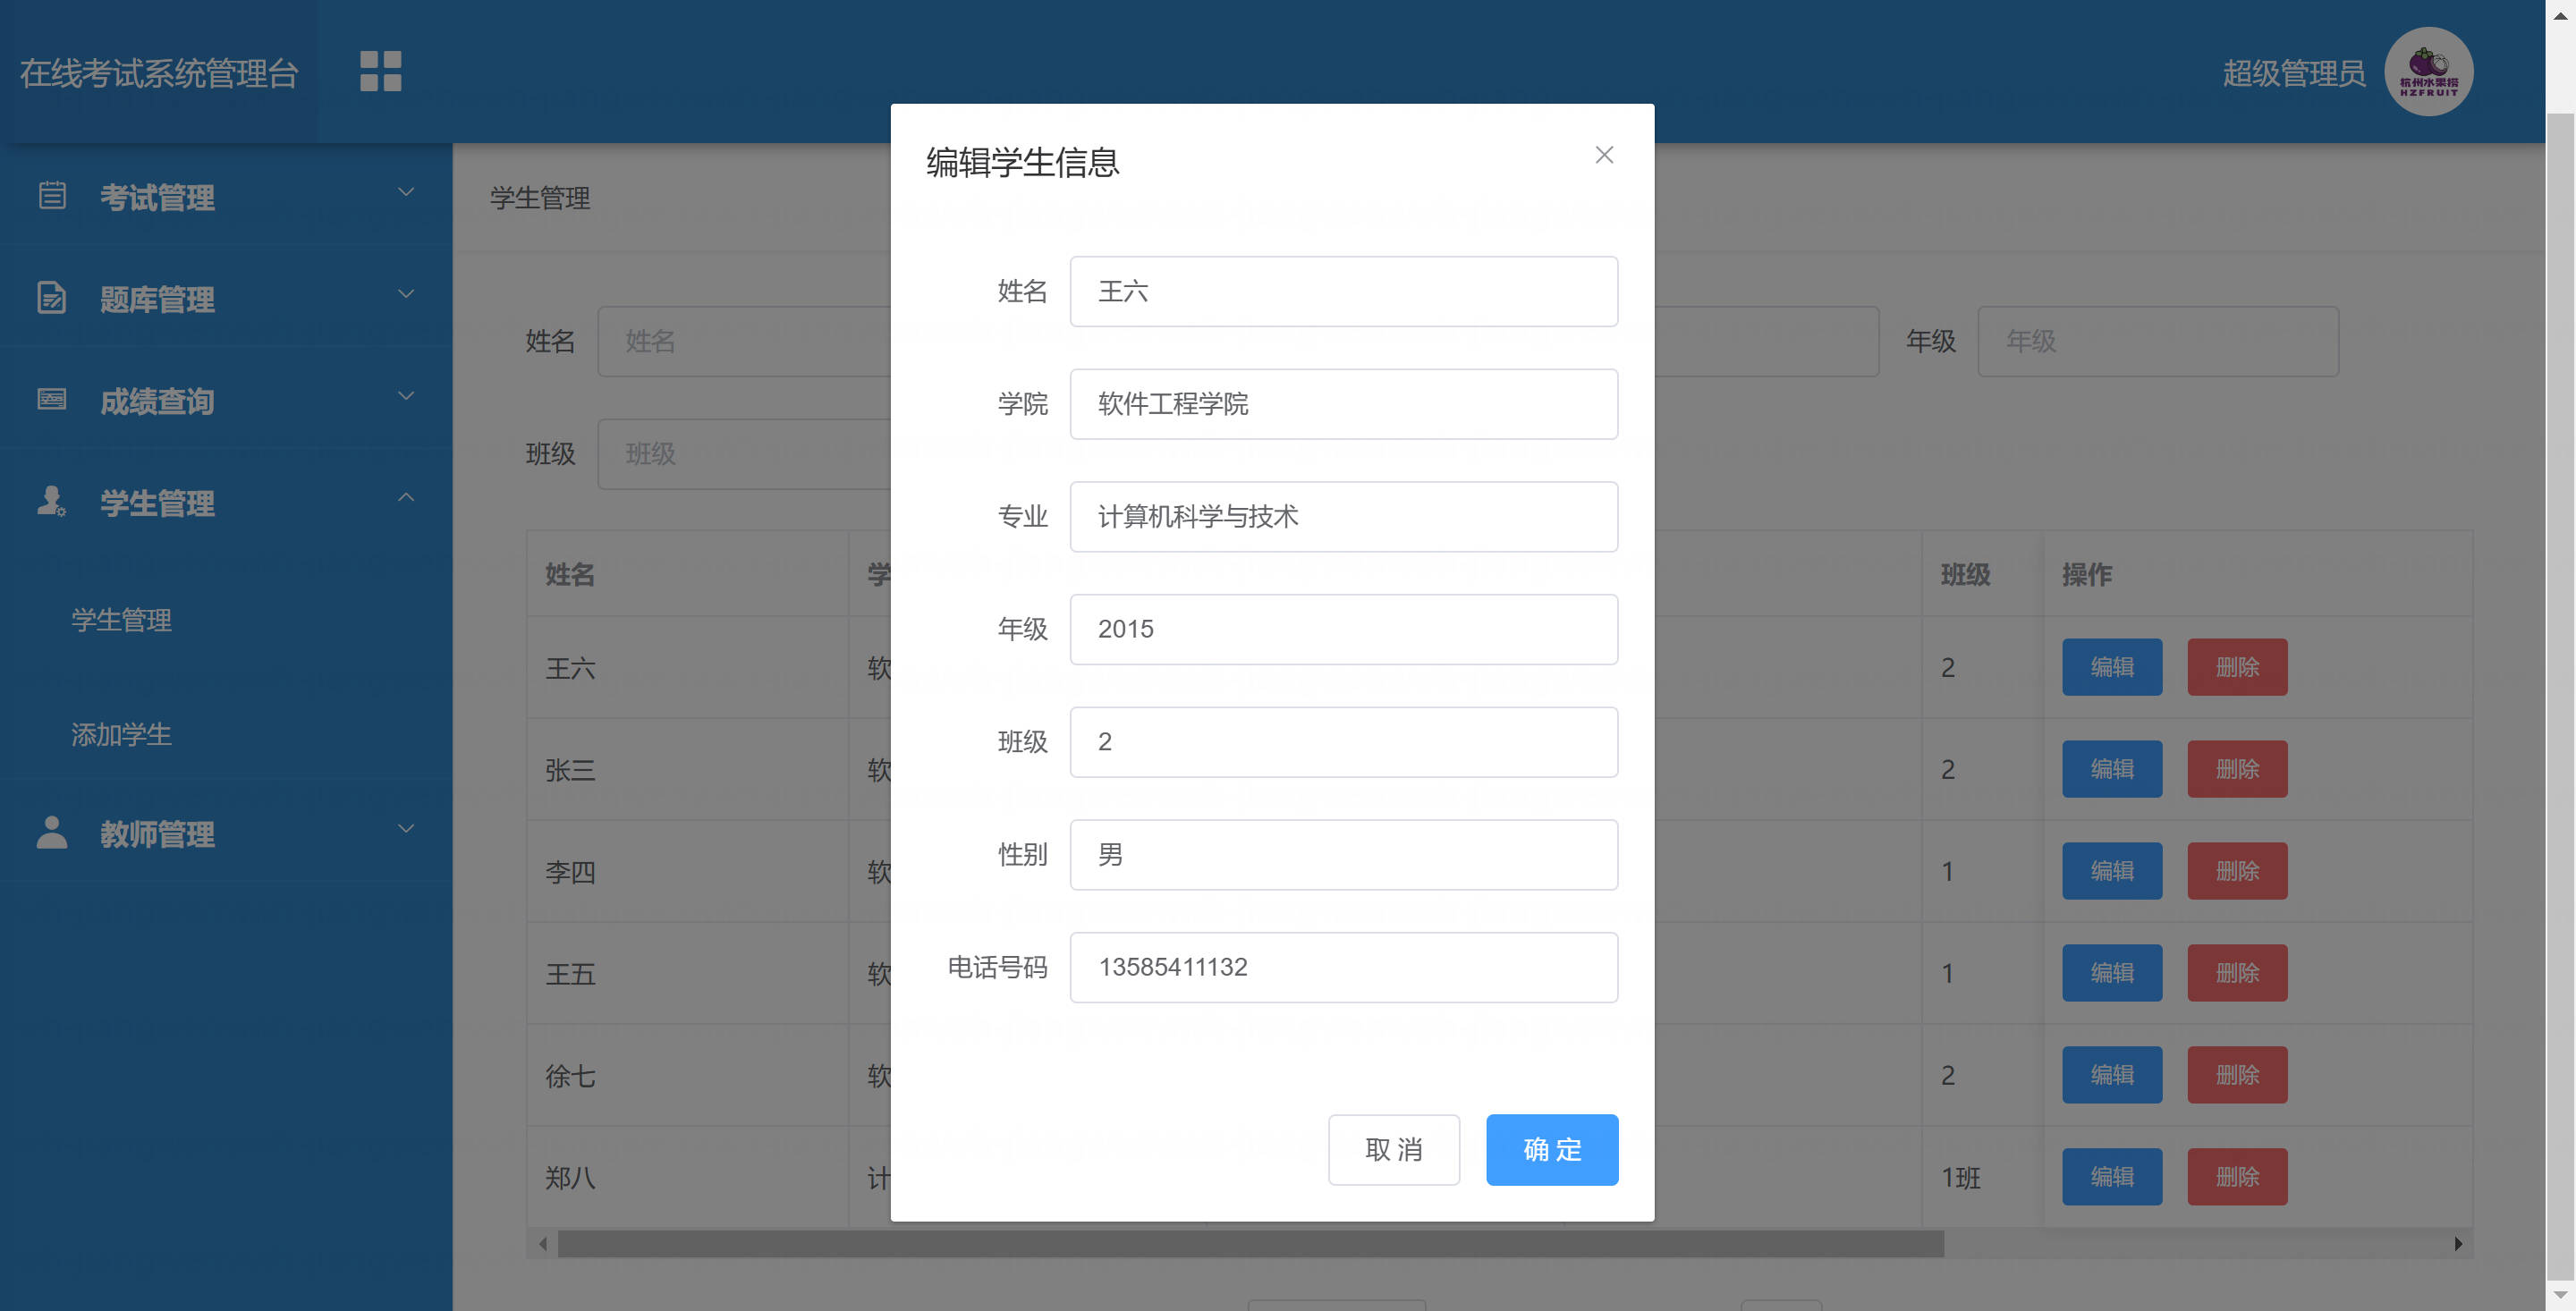 在线考试系统管理台
超级管理员
杭州水果捞
HZFRUIT
考试管理
题库管理
成绩查询
学生管理
学生管理
添加学生
教师管理
学生管理
姓名 姓名
年级 年级
班级 班级
姓名 学 班级 操作
王六 软 2 编辑 删除
张三 软 2 编辑 删除
李四 软 1 编辑 删除
王五 软 1 编辑 删除
徐七 软 2 编辑 删除
郑八 计 1班 编辑 删除
编辑学生信息
姓名 王六
学院 软件工程学院
专业 计算机科学与技术
年级 2015
班级 2
性别 男
电话号码 13585411132
取 消 确 定